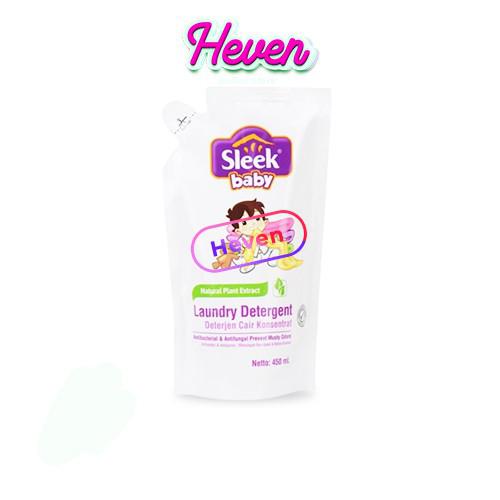 Heven
Sleek®
baby
Heven
Natural Plant Extract
Laundry Detergent
Deterjen Cair Konsentrat
Antibacterial & Antifungal Prevent Musty Odors
Netto: 450 mL